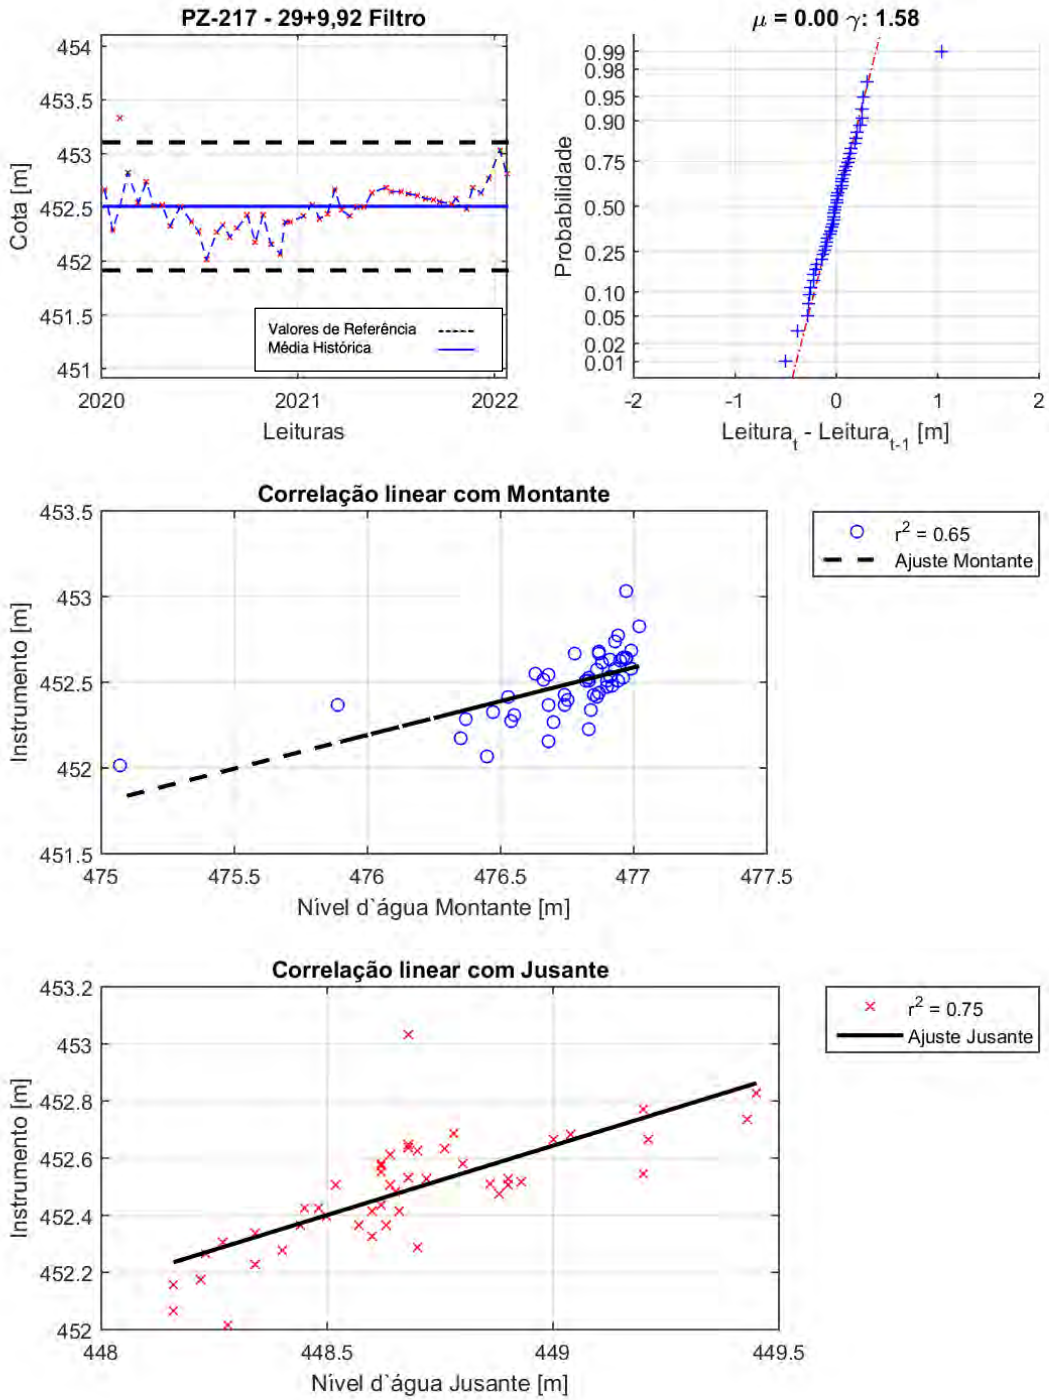 PZ-217 - 29+9,92 Filtro
454
453.5
453
452.5
452
451.5
451
Cota [m]
Valores de Referência
Média Histórica
2020
2021
2022
Leituras
μ = 0.00 γ: 1.58
0.99
0.98
0.95
0.90
0.75
0.50
0.25
0.10
0.05
0.02
0.01
Probabilidade
-2
-1
0
1
2
Leitura_t - Leitura_t-1 [m]
Correlação linear com Montante
453.5
453
452.5
452
451.5
Instrumento [m]
475
475.5
476
476.5
477
477.5
Nível d`água Montante [m]
r² = 0.65
Ajuste Montante
Correlação linear com Jusante
453.2
453
452.8
452.6
452.4
452.2
452
Instrumento [m]
448
448.5
449
449.5
Nível d`água Jusante [m]
r² = 0.75
Ajuste Jusante